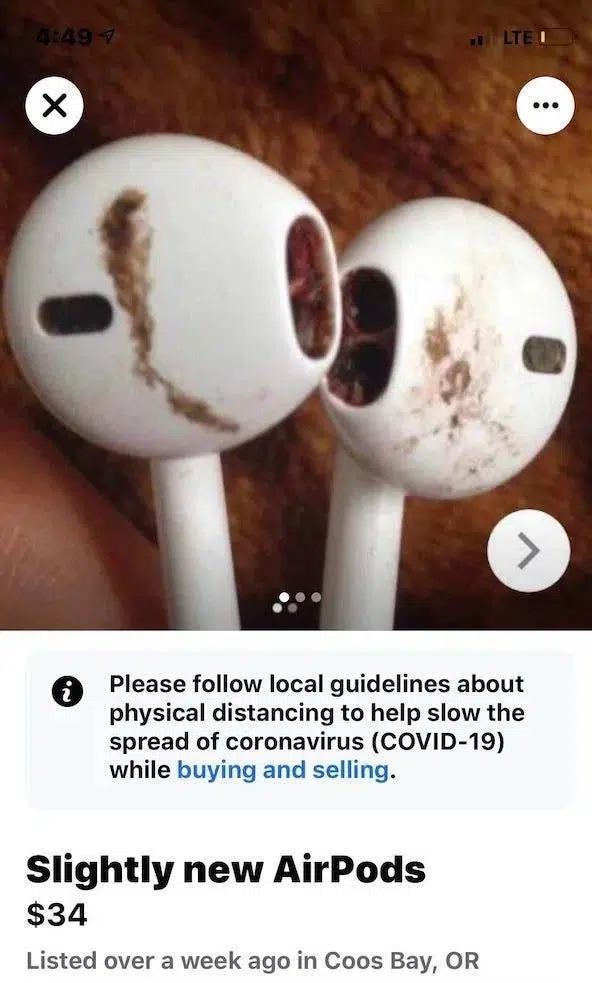 4:49
LTE
Please follow local guidelines about
physical distancing to help slow the
spread of coronavirus (COVID-19)
while buying and selling.
Slightly new AirPods
$34
Listed over a week ago in Coos Bay, OR